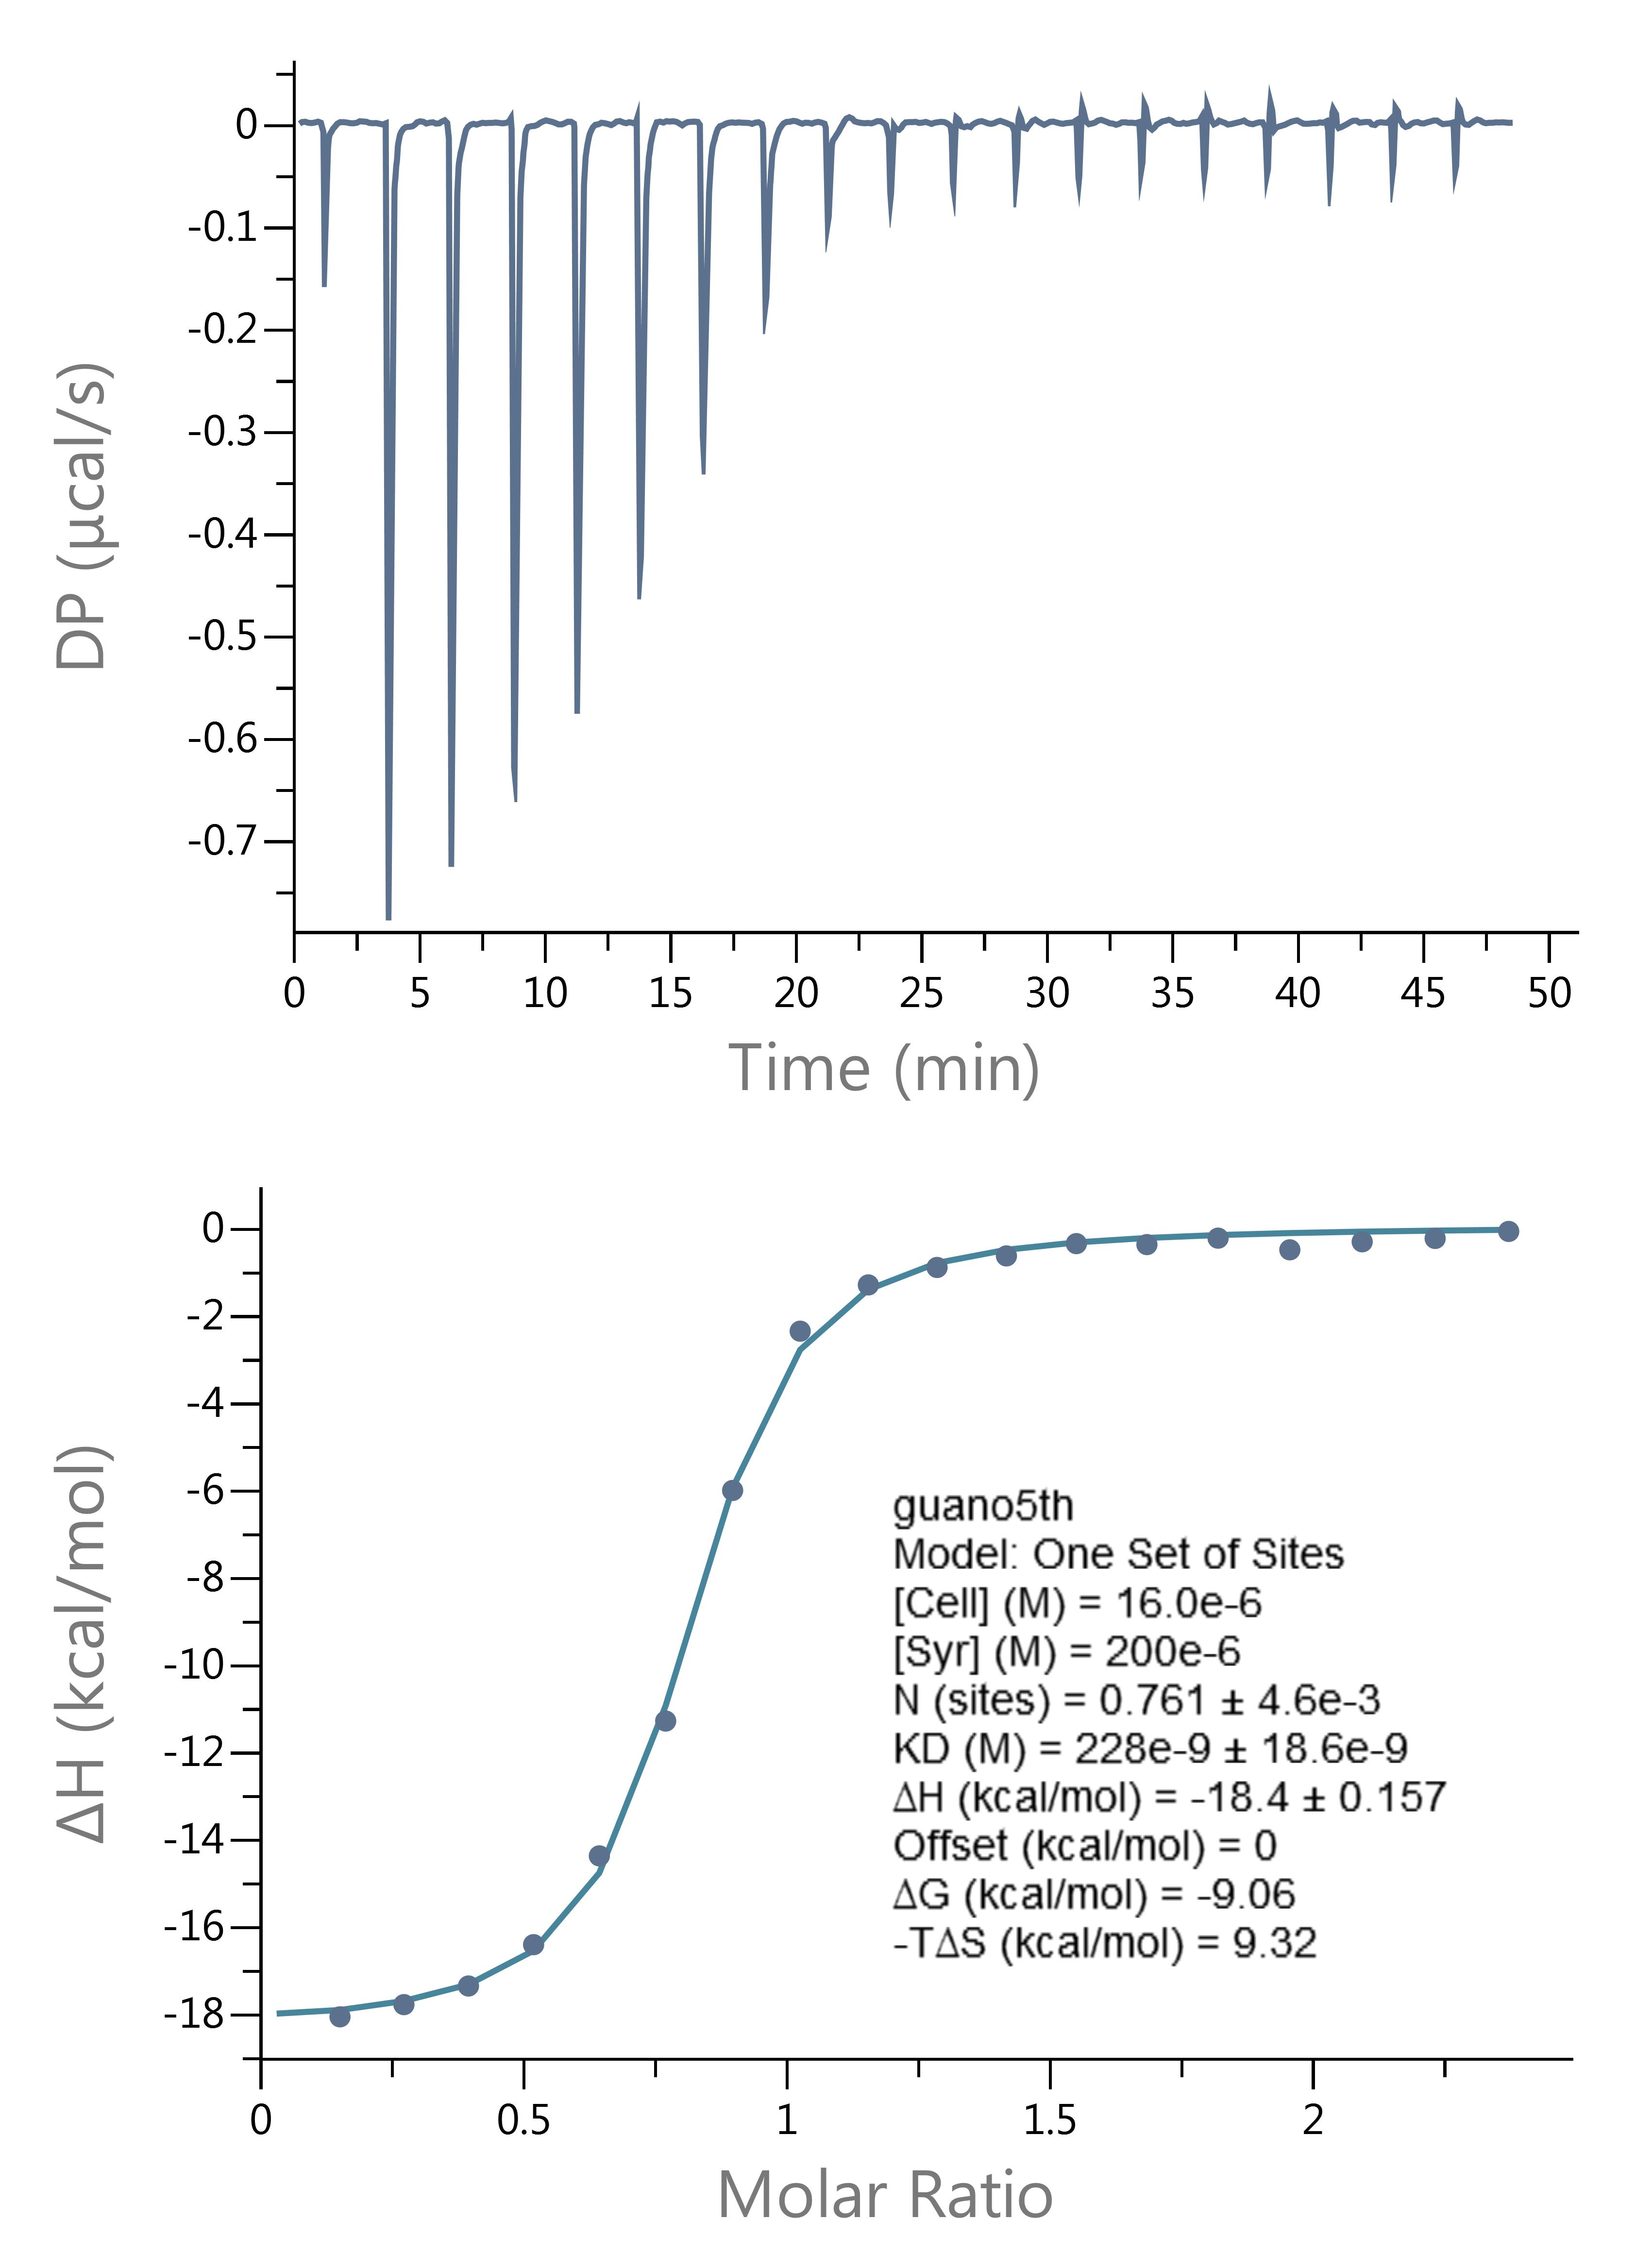 0
-0.1
-0.2
-0.3
-0.4
-0.5
-0.6
-0.7
DP (µcal/s)
0 5 10 15 20 25 30 35 40 45 50
Time (min)
0
-2
-4
-6
-8
-10
-12
-14
-16
-18
ΔH (kcal/mol)
guano5th
Model: One Set of Sites
[Cell] (M) = 16.0e-6
[Syr] (M) = 200e-6
N (sites) = 0.761 ± 4.6e-3
KD (M) = 228e-9 ± 18.6e-9
ΔH (kcal/mol) = -18.4 ± 0.157
Offset (kcal/mol) = 0
ΔG (kcal/mol) = -9.06
-TΔS (kcal/mol) = 9.32
0 0.5 1 1.5 2
Molar Ratio